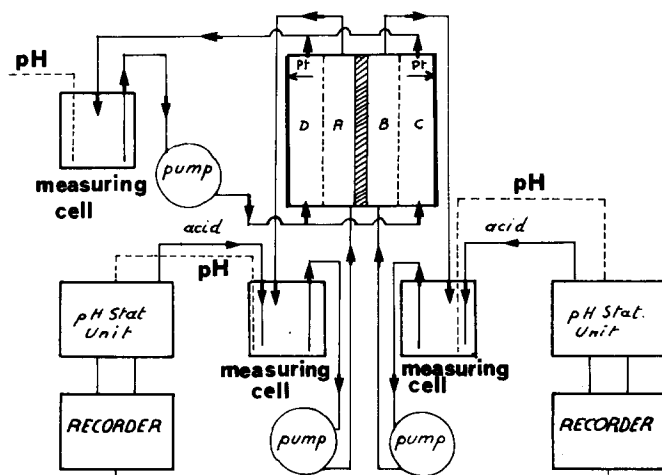 pH
Pt
Pt
D
A
B
C
measuring
cell
pump
pH
acid
acid
pH
pH Stat
Unit
pH Stat.
Unit
measuring
cell
measuring
cell
RECORDER
pump
pump
RECORDER